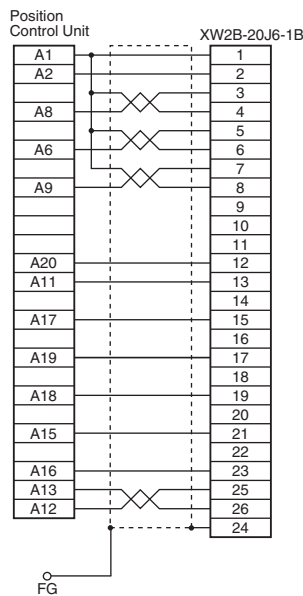 Position
Control Unit
XW2B-20J6-1B
A1 1
A2 2
3
A8 4
5
A6 6
7
A9 8
9
10
11
A20 12
A11 13
14
A17 15
16
A19 17
18
A18 19
20
A15 21
22
A16 23
A13 25
A12 26
24
FG